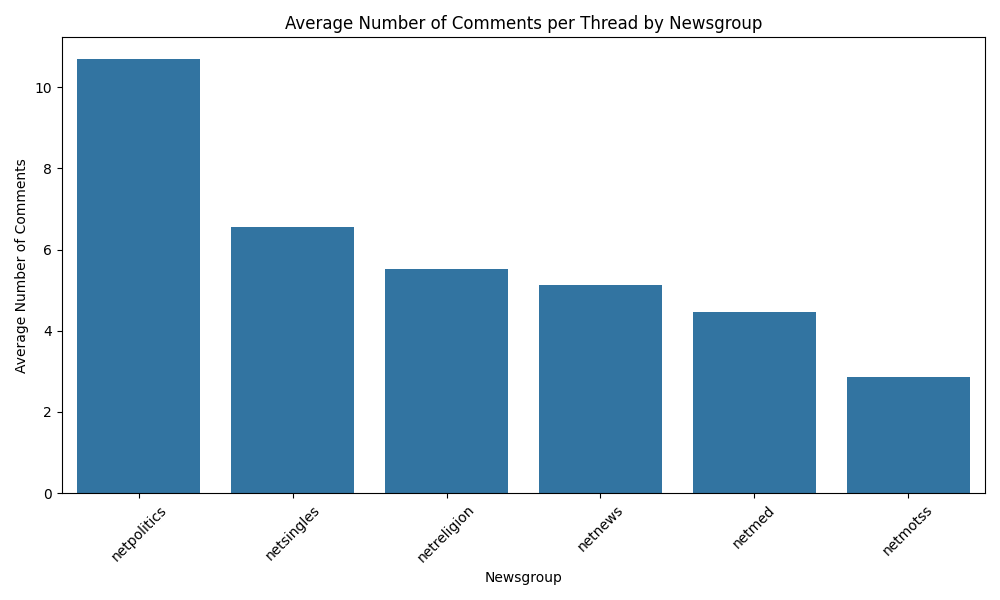 Average Number of Comments per Thread by Newsgroup
Average Number of Comments
10
8
6
4
2
0
netpolitics
netsingles
netreligion
netnews
netmed
netmotss
Newsgroup